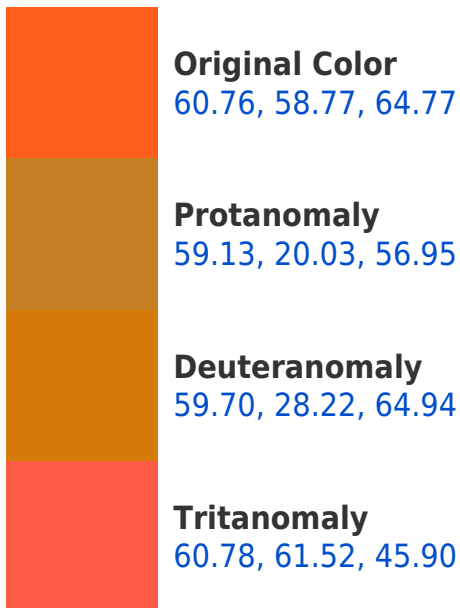 Original Color
60.76, 58.77, 64.77
Protanomaly
59.13, 20.03, 56.95
Deuteranomaly
59.70, 28.22, 64.94
Tritanomaly
60.78, 61.52, 45.90